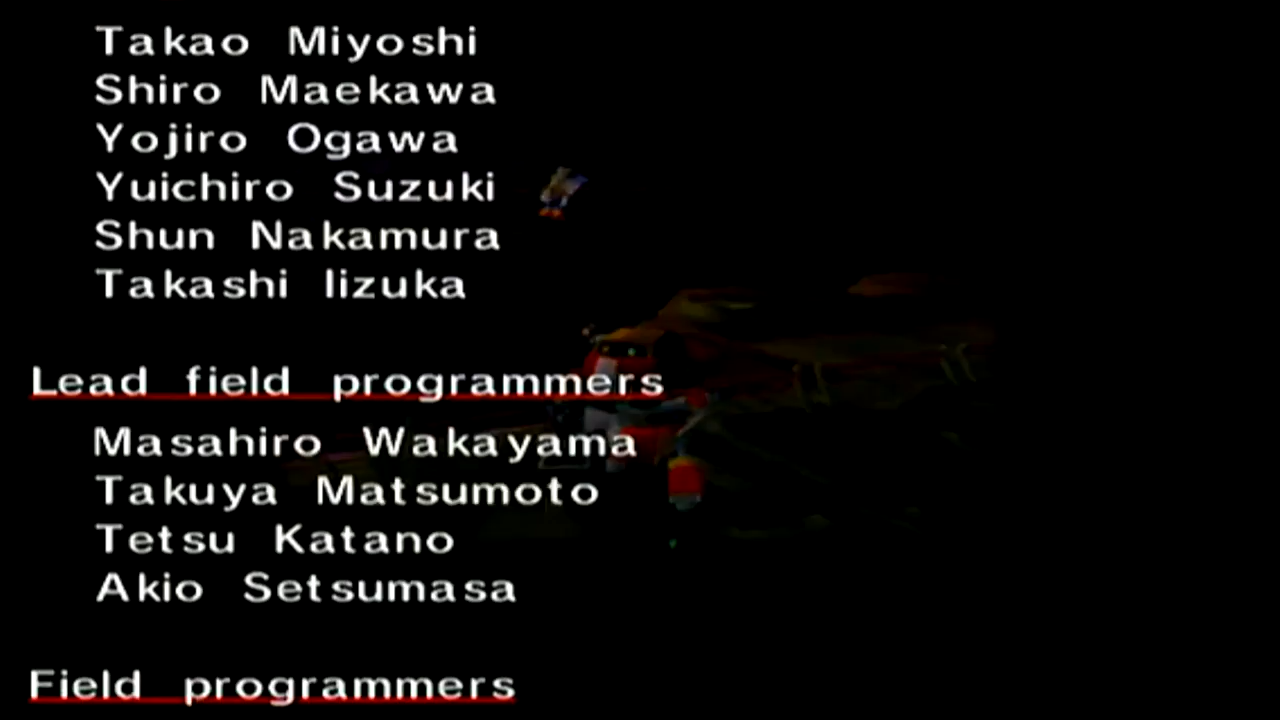 Takao Miyoshi
Shiro Maekawa
Yojiro Ogawa
Yuichiro Suzuki
Shun Nakamura
Takashi Iizuka
Lead field programmers
Masahiro Wakayama
Takuya Matsumoto
Tetsu Katano
Akio Setsumasa
Field programmers